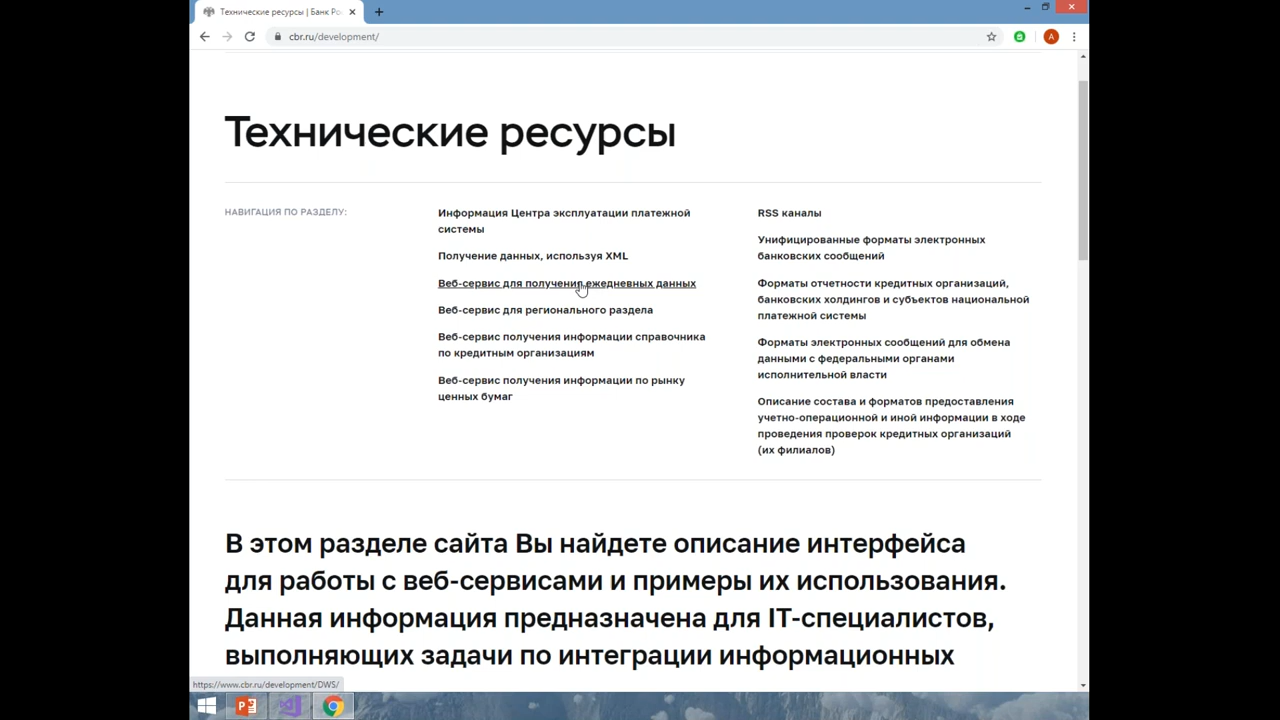 Технические ресурсы | Банк Рос
cbr.ru/development/
A
Технические ресурсы
НАВИГАЦИЯ ПО РАЗДЕЛУ:
Информация Центра эксплуатации платежной
системы
Получение данных, используя XML
Веб-сервис для получения ежедневных данных
Веб-сервис для регионального раздела
Веб-сервис получения информации справочника
по кредитным организациям
Веб-сервис получения информации по рынку
ценных бумаг
RSS каналы
Унифицированные форматы электронных
банковских сообщений
Форматы отчетности кредитных организаций,
банковских холдингов и субъектов национальной
платежной системы
Форматы электронных сообщений для обмена
данными с федеральными органами
исполнительной власти
Описание состава и форматов предоставления
учетно-операционной и иной информации в ходе
проведения проверок кредитных организаций
(их филиалов)
В этом разделе сайта Вы найдете описание интерфейса
для работы с веб-сервисами и примеры их использования.
Данная информация предназначена для IT-специалистов,
выполняющих задачи по интеграции информационных
https://www.cbr.ru/development/DWS/